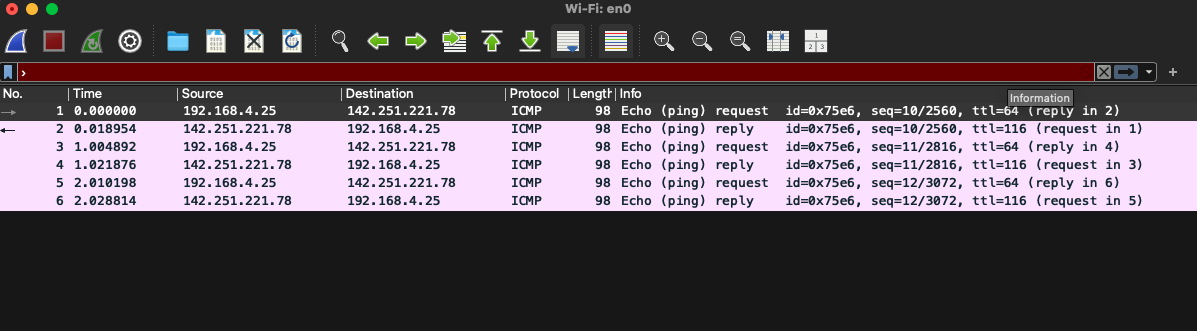 Wi-Fi: en0
No. Time Source Destination Protocol Length Info
Information
1 0.000000 192.168.4.25 142.251.221.78 ICMP 98 Echo (ping) request id=0x75e6, seq=10/2560, ttl=64 (reply in 2)
2 0.018954 142.251.221.78 192.168.4.25 ICMP 98 Echo (ping) reply id=0x75e6, seq=10/2560, ttl=116 (request in 1)
3 1.004892 192.168.4.25 142.251.221.78 ICMP 98 Echo (ping) request id=0x75e6, seq=11/2816, ttl=64 (reply in 4)
4 1.021876 142.251.221.78 192.168.4.25 ICMP 98 Echo (ping) reply id=0x75e6, seq=11/2816, ttl=116 (request in 3)
5 2.010198 192.168.4.25 142.251.221.78 ICMP 98 Echo (ping) request id=0x75e6, seq=12/3072, ttl=64 (reply in 6)
6 2.028814 142.251.221.78 192.168.4.25 ICMP 98 Echo (ping) reply id=0x75e6, seq=12/3072, ttl=116 (request in 5)